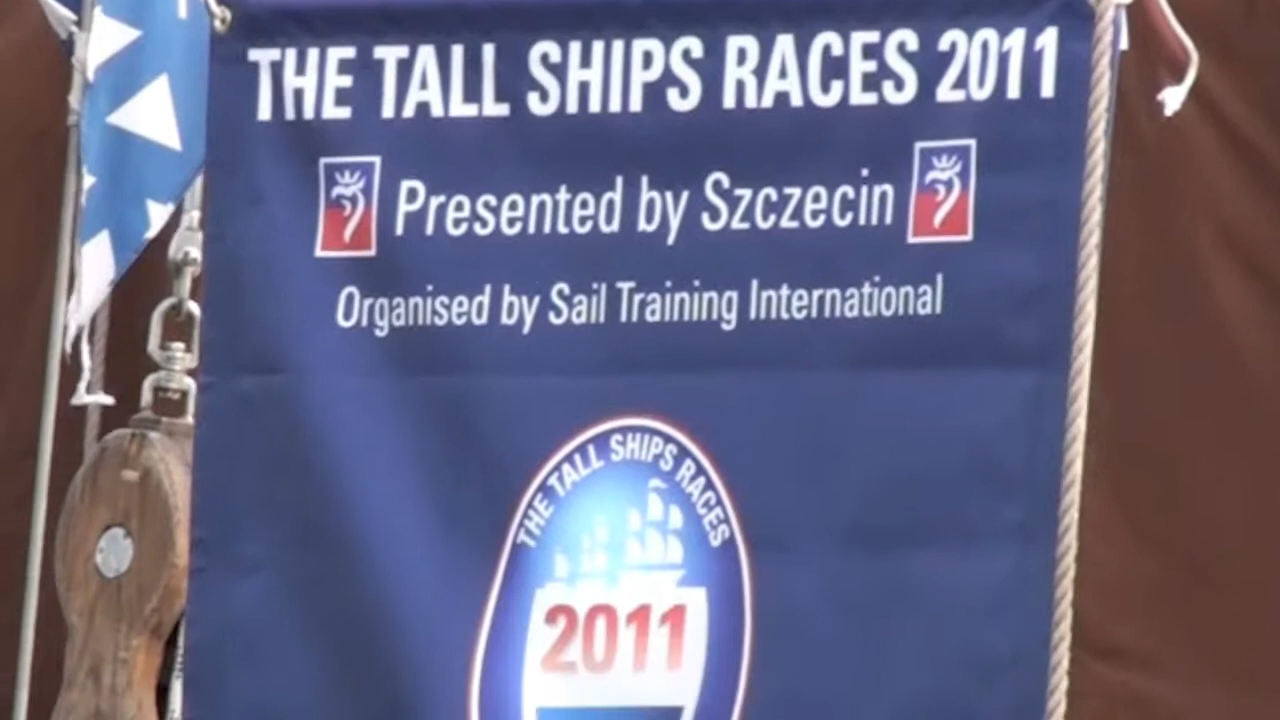 THE TALL SHIPS RACES 2011
Presented by Szczecin
Organised by Sail Training International
THE TALL SHIPS RACES
2011